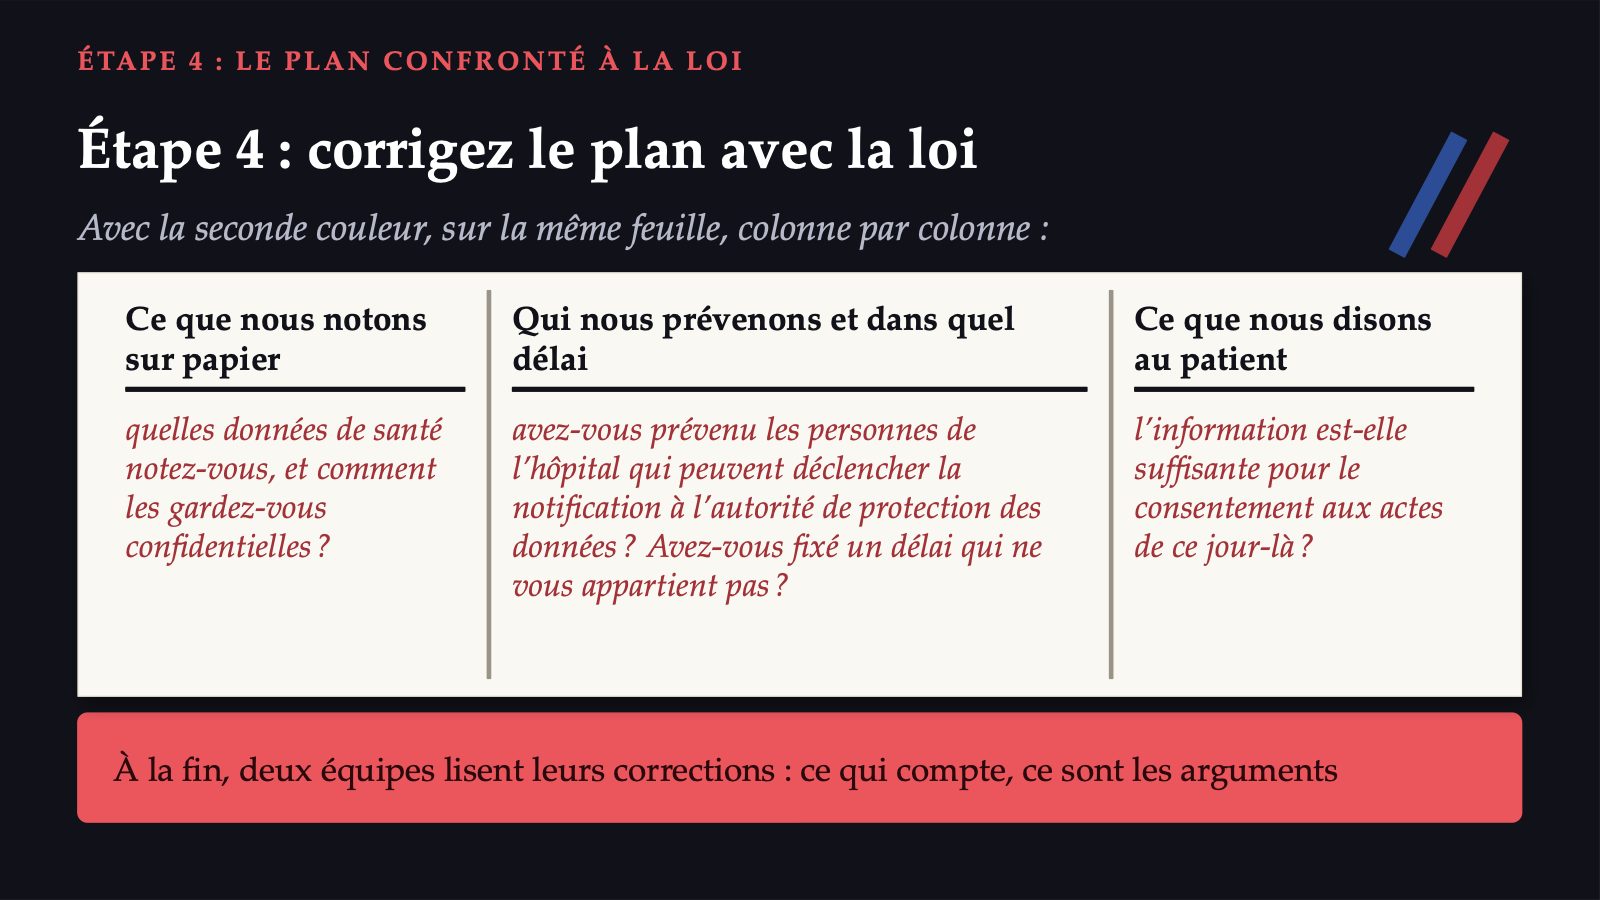 ÉTAPE 4 : LE PLAN CONFRONTÉ À LA LOI
Étape 4 : corrigez le plan avec la loi
Avec la seconde couleur, sur la même feuille, colonne par colonne :
Ce que nous notons
sur papier
quelles données de santé
notez-vous, et comment
les gardez-vous
confidentielles ?
Qui nous prévenons et dans quel
délai
avez-vous prévenu les personnes de
l’hôpital qui peuvent déclencher la
notification à l’autorité de protection des
données ? Avez-vous fixé un délai qui ne
vous appartient pas ?
Ce que nous disons
au patient
l’information est-elle
suffisante pour le
consentement aux actes
de ce jour-là ?
À la fin, deux équipes lisent leurs corrections : ce qui compte, ce sont les arguments